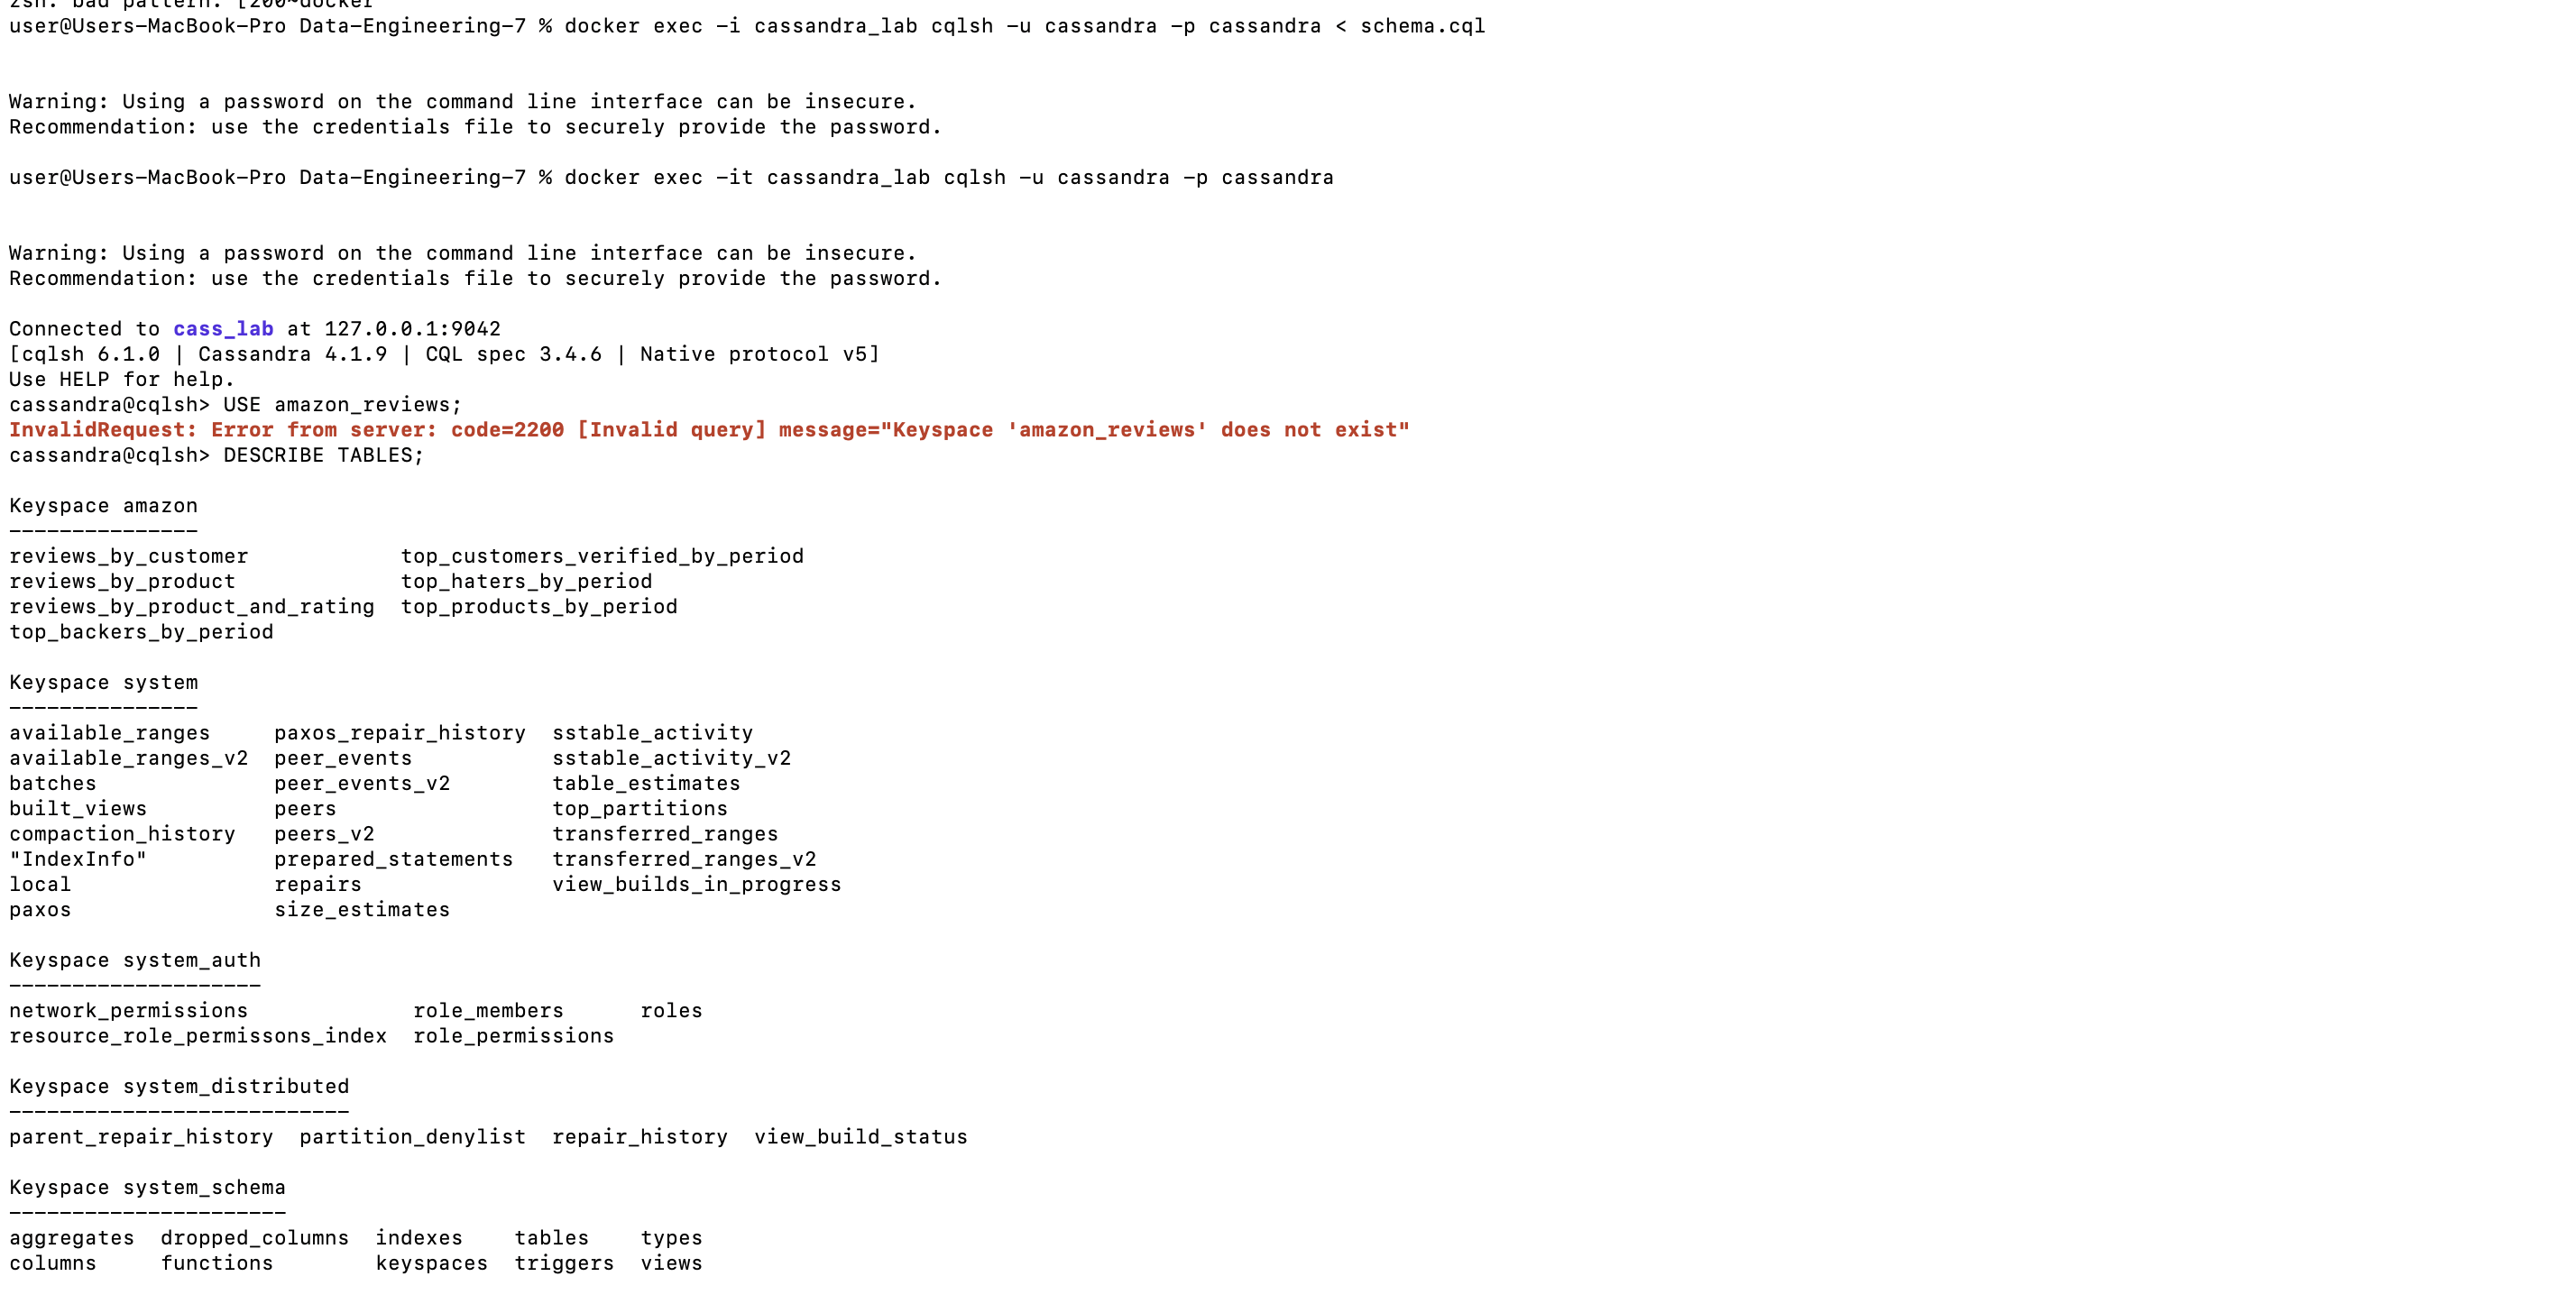 zsh: bad pattern: [200~docker
user@Users-MacBook-Pro Data-Engineering-7 % docker exec -i cassandra_lab cqlsh -u cassandra -p cassandra < schema.cql
Warning: Using a password on the command line interface can be insecure.
Recommendation: use the credentials file to securely provide the password.
user@Users-MacBook-Pro Data-Engineering-7 % docker exec -it cassandra_lab cqlsh -u cassandra -p cassandra
Warning: Using a password on the command line interface can be insecure.
Recommendation: use the credentials file to securely provide the password.
Connected to cass_lab at 127.0.0.1:9042
[cqlsh 6.1.0 | Cassandra 4.1.9 | CQL spec 3.4.6 | Native protocol v5]
Use HELP for help.
cassandra@cqlsh> USE amazon_reviews;
InvalidRequest: Error from server: code=2200 [Invalid query] message="Keyspace 'amazon_reviews' does not exist"
cassandra@cqlsh> DESCRIBE TABLES;
Keyspace amazon
---------------
reviews_by_customer            top_customers_verified_by_period
reviews_by_product             top_haters_by_period
reviews_by_product_and_rating  top_products_by_period
top_backers_by_period
Keyspace system
---------------
available_ranges     paxos_repair_history  sstable_activity
available_ranges_v2  peer_events           sstable_activity_v2
batches              peer_events_v2        table_estimates
built_views          peers                 top_partitions
compaction_history   peers_v2              transferred_ranges
"IndexInfo"          prepared_statements   transferred_ranges_v2
local                repairs               view_builds_in_progress
paxos                size_estimates
Keyspace system_auth
--------------------
network_permissions             role_members      roles
resource_role_permissons_index  role_permissions
Keyspace system_distributed
---------------------------
parent_repair_history  partition_denylist  repair_history  view_build_status
Keyspace system_schema
----------------------
aggregates  dropped_columns  indexes    tables    types
columns     functions        keyspaces  triggers  views